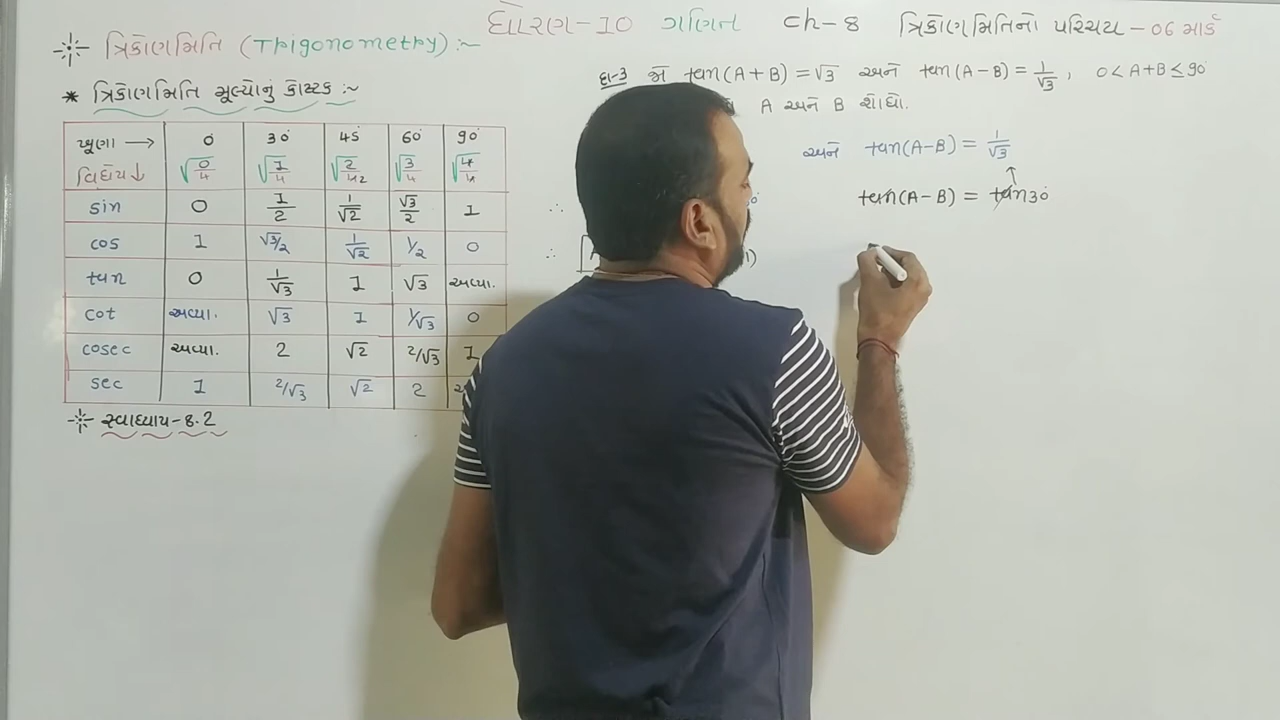 ધોરણ-10 ગણિત ch-8 ત્રિકોણમિતિનો પરિચય - 06 માર્ક
ત્રિકોણમિતિ (Trigonometry) :~
* ત્રિકોણમિતિ મૂલ્યોનું કોષ્ટક :~
ખૂણા → 0 30° 45° 60° 90°
વિધેય↓ √0/4 √1/4 √2/4 2 √3/4 √4/4
sin 0 1/2 1/√2 √3/2 1
cos 1 √3/2 1/√2 1/2 0
tan 0 1/√3 1 √3 અવ્યા.
cot અવ્યા. √3 1 1/√3 0
cosec અવ્યા. 2 √2 2/√3 1
sec 1 2/√3 √2 2
સ્વાધ્યાય-8.2
દા-3 જો tan(A+B) = √3 અને tan(A-B) = 1/√3, 0 < A+B ≤ 90
A અને B શોધો.
અને tan(A-B) = 1/√3
∴ tan(A-B) = tan30°
∴ 1)